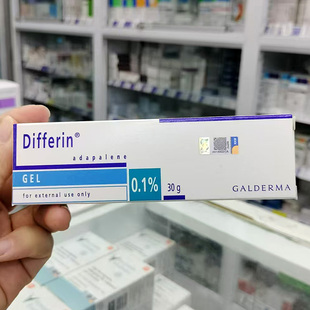 Differin®
adapalene
GEL
for external use only
0.1%
30 g
GALDERMA